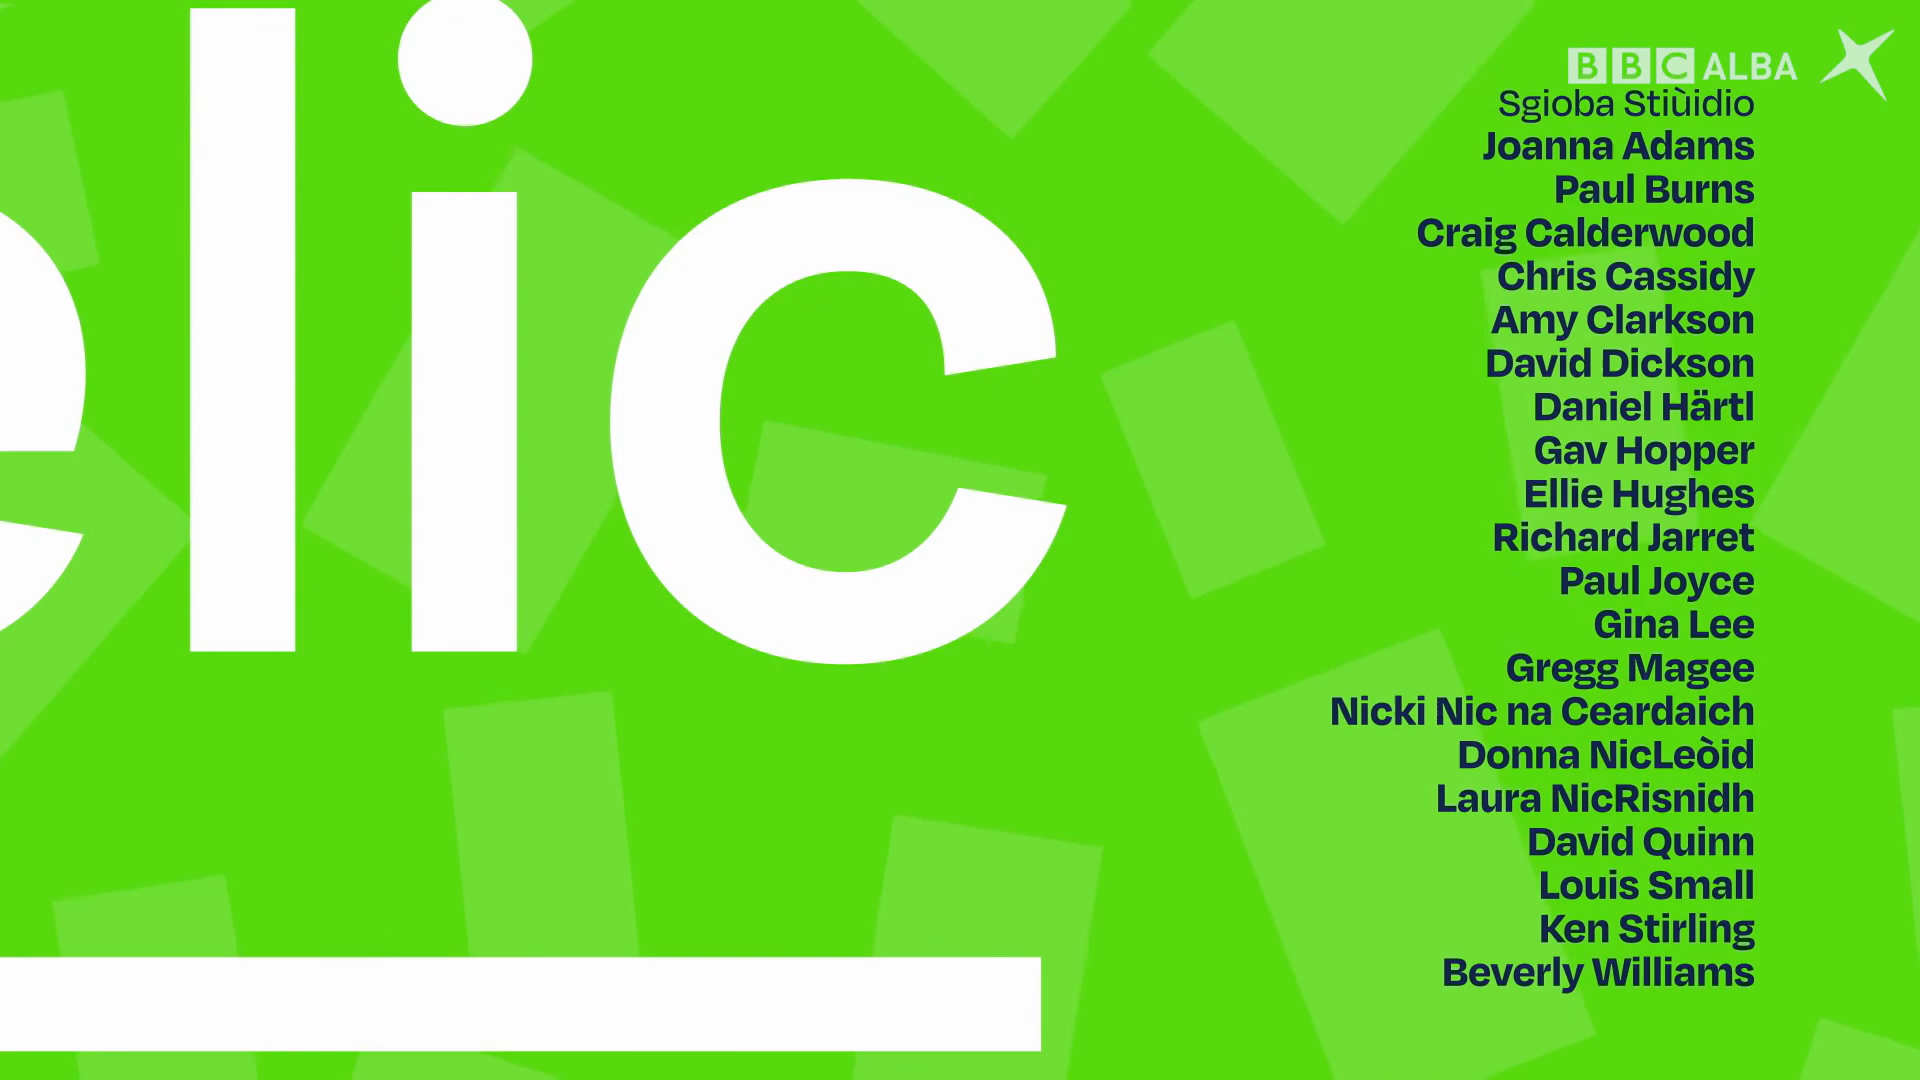 elic
BBC ALBA
Sgioba Stiùidio
Joanna Adams
Paul Burns
Craig Calderwood
Chris Cassidy
Amy Clarkson
David Dickson
Daniel Härtl
Gav Hopper
Ellie Hughes
Richard Jarret
Paul Joyce
Gina Lee
Gregg Magee
Nicki Nic na Ceardaich
Donna NicLeòid
Laura NicRisnidh
David Quinn
Louis Small
Ken Stirling
Beverly Williams